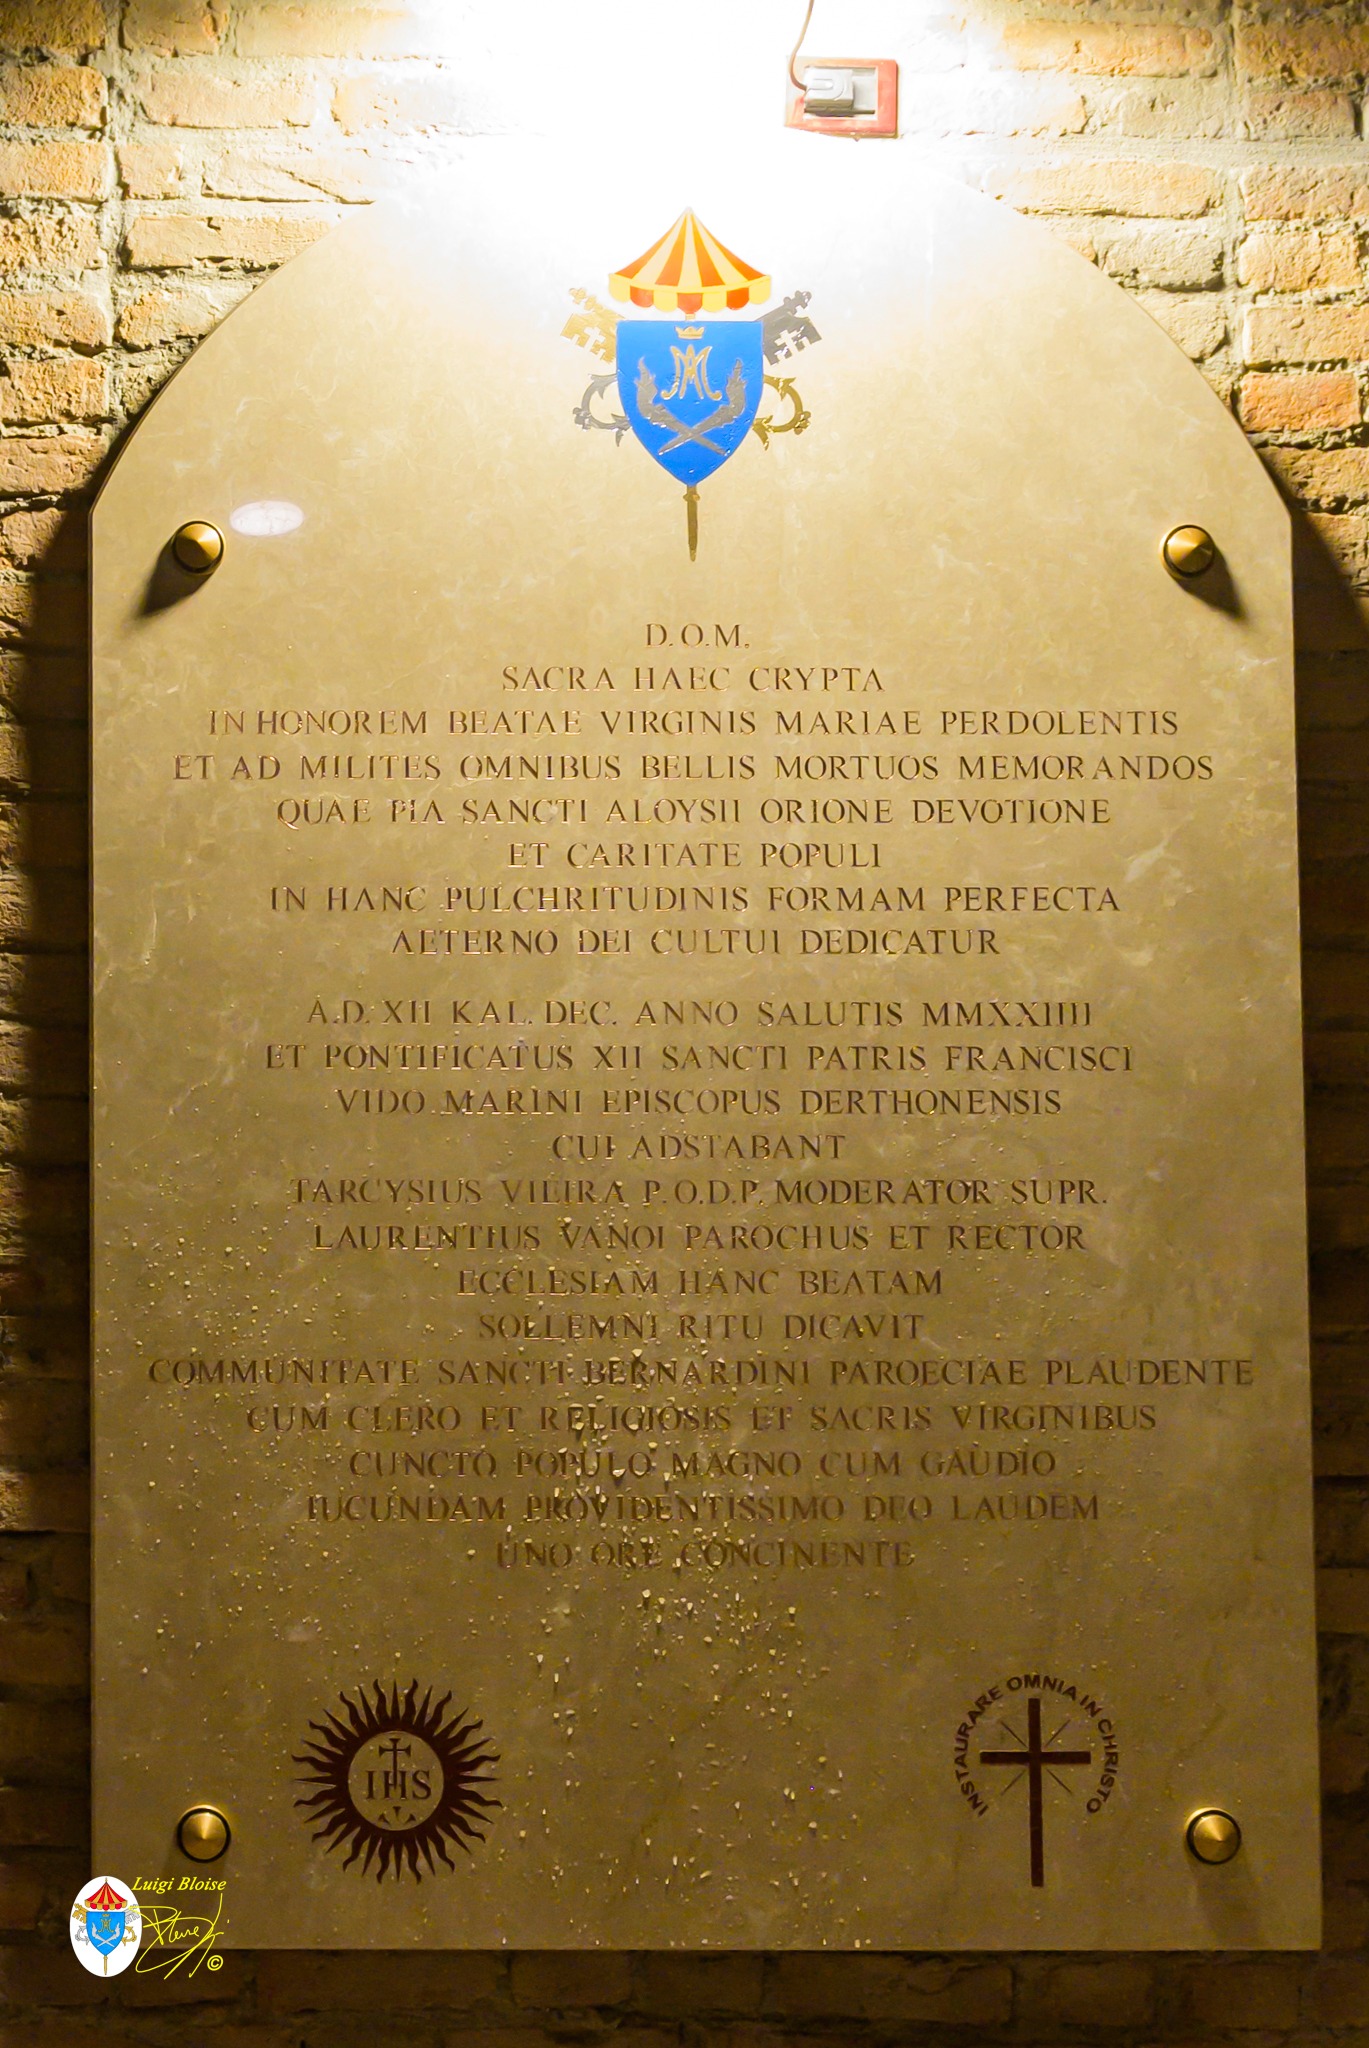 D.O.M.
SACRA HAEC CRYPTA
IN HONOREM BEATAE VIRGINIS MARIAE PERDOLENTIS
ET AD MILITES OMNIBUS BELLIS MORTUOS MEMORANDOS
QUAE PIA SANCTI ALOYSII ORIONE DEVOTIONE
ET CARITATE POPULI
IN HANC PULCHRITUDINIS FORMAM PERFECTA
AETERNO DEI CULTUI DEDICATUR
A.D. XII KAL. DEC. ANNO SALUTIS MMXXIIII
ET PONTIFICATUS XII SANCTI PATRIS FRANCISCI
VIDO MARINI EPISCOPUS DERTHONENSIS
CUI ADSTABANT
TARCYSIUS VIEIRA P.O.D.P. MODERATOR SUPR.
LAURENTIUS VANOI PAROCHUS ET RECTOR
ECCLESIAM HANC BEATAM
SOLLEMNI RITU DICAVIT
COMMUNITATE SANCTI BERNARDINI PAROECIAE PLAUDENTE
CUM CLERO ET RELIGIOSIS ET SACRIS VIRGINIBUS
CUNCTO POPULO MAGNO CUM GAUDIO
IUCUNDAM PROVIDENTISSIMO DEO LAUDEM
UNO ORE CONCINENTE
IHS
INSTAURARE OMNIA IN CHRISTO
Luigi Bloise
©